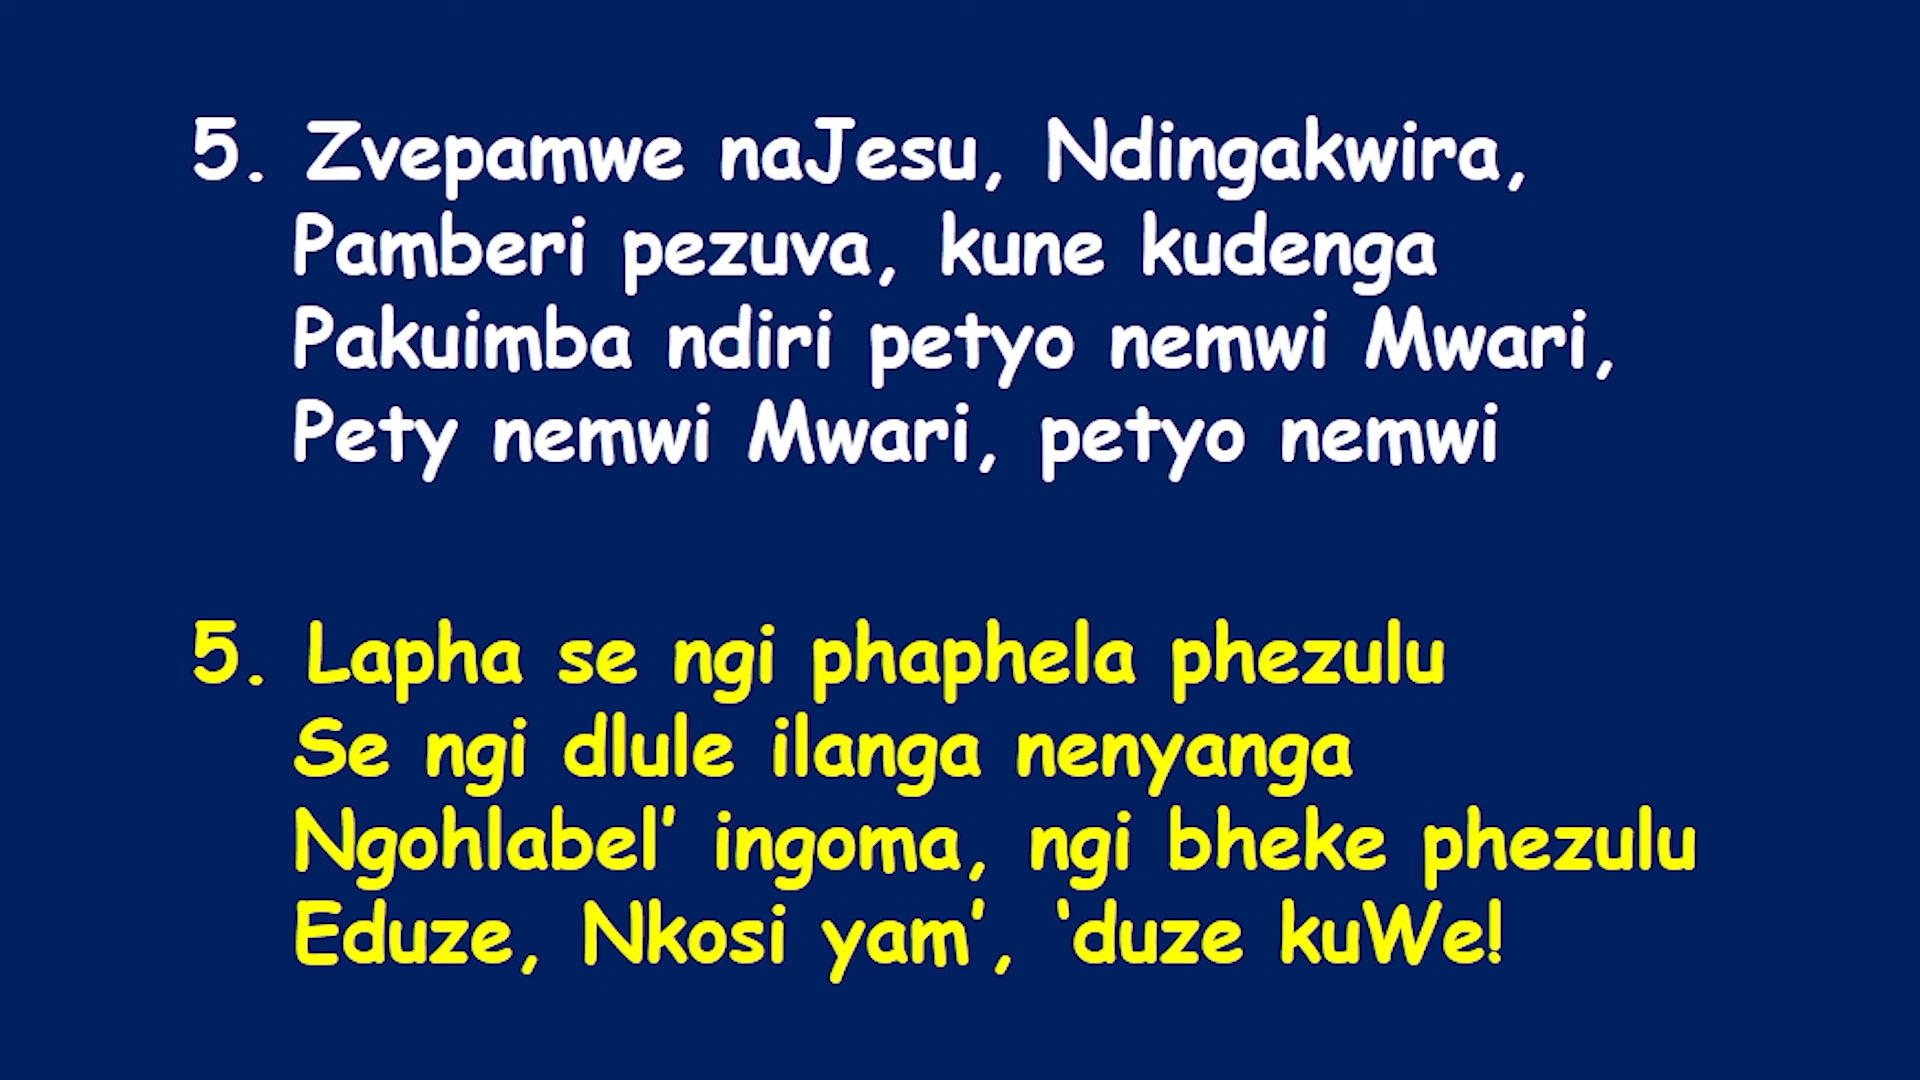 5. Zvepamwe naJesu, Ndingakwira,
Pamberi pezuva, kune kudenga
Pakuimba ndiri petyo nemwi Mwari,
Pety nemwi Mwari, petyo nemwi
5. Lapha se ngi phaphela phezulu
Se ngi dlule ilanga nenyanga
Ngohlabel’ ingoma, ngi bheke phezulu
Eduze, Nkosi yam’, ‘duze kuWe!